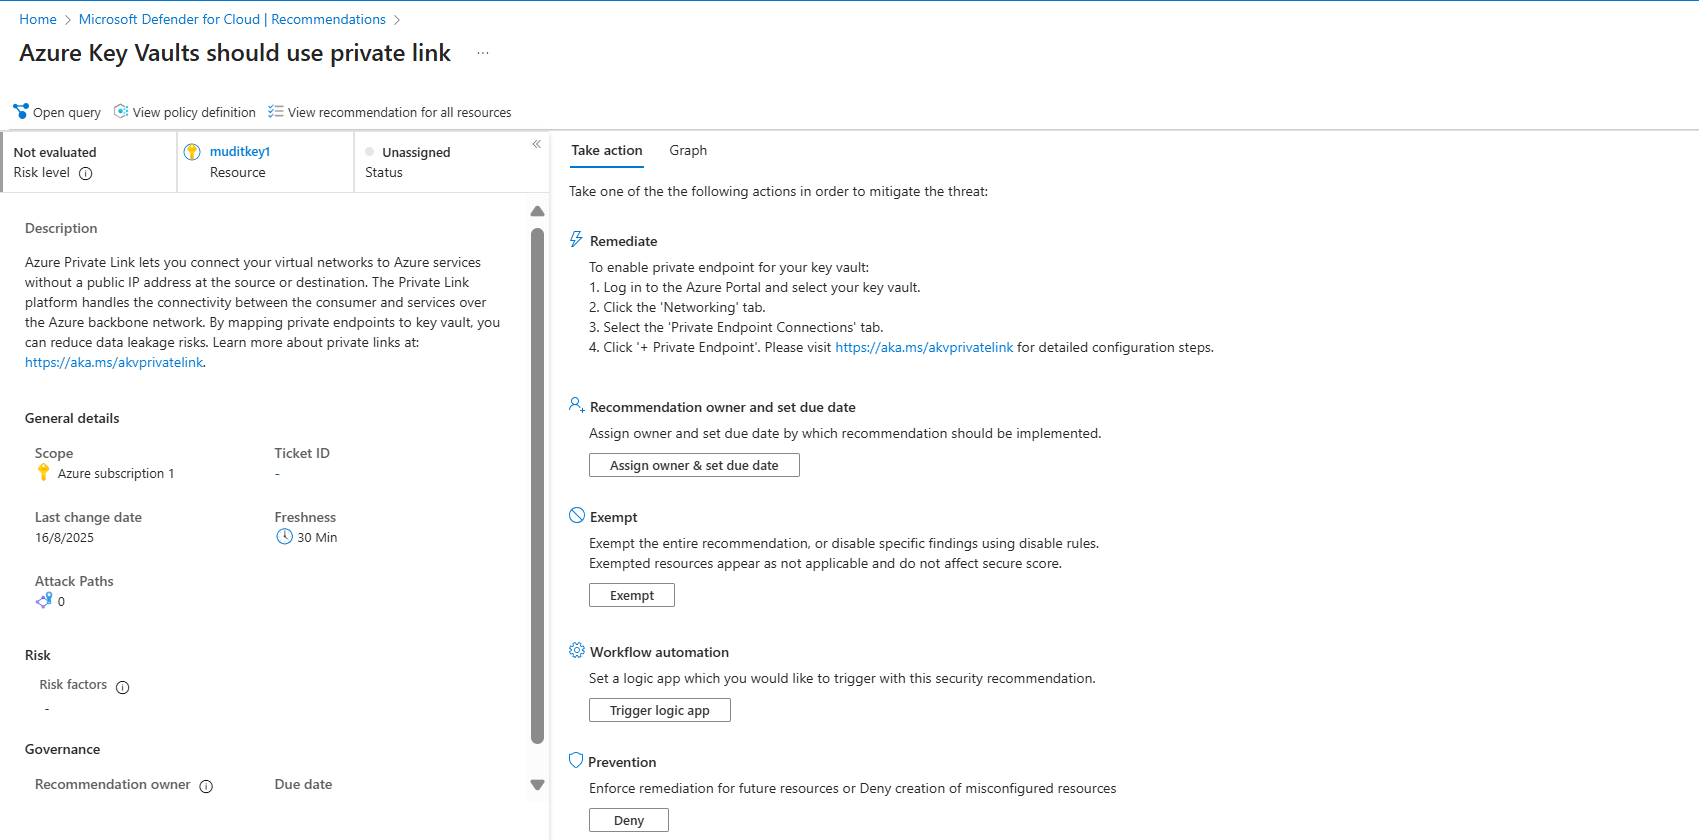 Home > Microsoft Defender for Cloud | Recommendations >
Azure Key Vaults should use private link ...
Open query View policy definition View recommendation for all resources
Not evaluated
Risk level
muditkey1
Resource
Unassigned
Status
«
Description
Azure Private Link lets you connect your virtual networks to Azure services
without a public IP address at the source or destination. The Private Link
platform handles the connectivity between the consumer and services over
the Azure backbone network. By mapping private endpoints to key vault, you
can reduce data leakage risks. Learn more about private links at:
https://aka.ms/akvprivatelink.
General details
Scope
Azure subscription 1
Ticket ID
-
Last change date
16/8/2025
Freshness
30 Min
Attack Paths
0
Risk
Risk factors
-
Governance
Recommendation owner
Due date
Take action Graph
Take one of the the following actions in order to mitigate the threat:
Remediate
To enable private endpoint for your key vault:
1. Log in to the Azure Portal and select your key vault.
2. Click the 'Networking' tab.
3. Select the 'Private Endpoint Connections' tab.
4. Click '+ Private Endpoint'. Please visit https://aka.ms/akvprivatelink for detailed configuration steps.
Recommendation owner and set due date
Assign owner and set due date by which recommendation should be implemented.
Assign owner & set due date
Exempt
Exempt the entire recommendation, or disable specific findings using disable rules.
Exempted resources appear as not applicable and do not affect secure score.
Exempt
Workflow automation
Set a logic app which you would like to trigger with this security recommendation.
Trigger logic app
Prevention
Enforce remediation for future resources or Deny creation of misconfigured resources
Deny